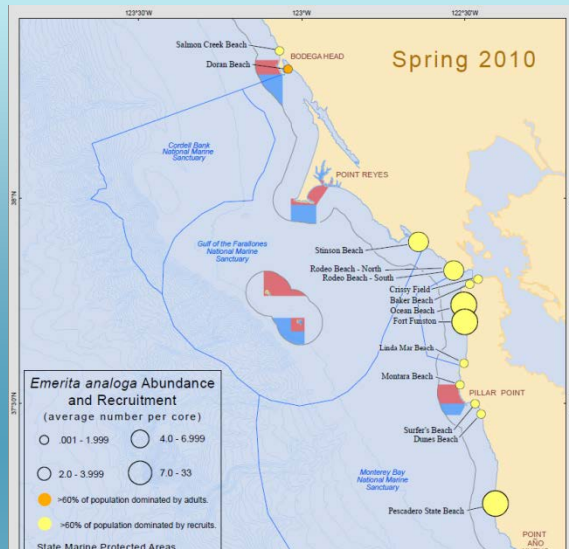 123°30'W
123°0'W
122°30'W
Spring 2010
Salmon Creek Beach
BODEGA HEAD
Doran Beach
Cordell Bank
National Marine
Sanctuary
POINT REYES
38°N
Stinson Beach
Gulf of the Farallones
National Marine
Sanctuary
Rodeo Beach - North
Rodeo Beach - South
Crissy Field
Baker Beach
Ocean Beach
Fort Funston
Linda Mar Beach
Montara Beach
PILLAR POINT
37°30'N
Surfer's Beach
Dunes Beach
Monterey Bay
National Marine
Sanctuary
Pescadero State Beach
POINT
AÑO
Emerita analoga Abundance
and Recruitment
(average number per core)
.001 - 1.999
4.0 - 6.999
2.0 - 3.999
7.0 - 33
>60% of population dominated by adults.
>60% of population dominated by recruits.
State Marine Protected Areas